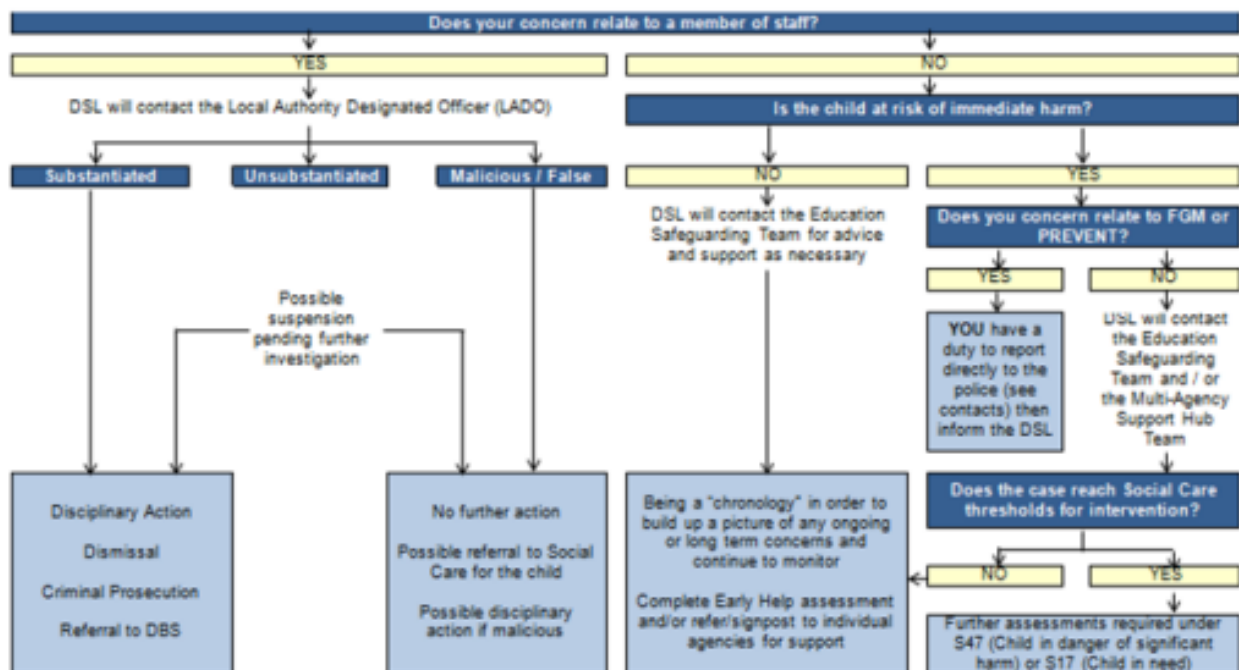 Does your concern relate to a member of staff?
YES
NO
DSL will contact the Local Authority Designated Officer (LADO)
Is the child at risk of immediate harm?
Substantiated
Unsubstantiated
Malicious / False
NO
YES
DSL will contact the Education
Safeguarding Team for advice
and support as necessary
Does you concern relate to FGM or
PREVENT?
YES
NO
Possible
suspension
pending further
investigation
YOU have a
duty to report
directly to the
police (see
contacts) then
inform the DSL
DSL will contact
the Education
Safeguarding
Team and / or
the Multi-Agency
Support Hub
Team
Disciplinary Action
Dismissal
Criminal Prosecution
Referral to DBS
No further action
Possible referral to Social
Care for the child
Possible disciplinary
action if malicious
Being a "chronology" in order to
build up a picture of any ongoing
or long term concerns and
continue to monitor
Complete Early Help assessment
and/or refer/signpost to individual
agencies for support
Does the case reach Social Care
thresholds for intervention?
NO
YES
Further assessments required under
S47 (Child in danger of significant
harm) or S17 (Child in need)